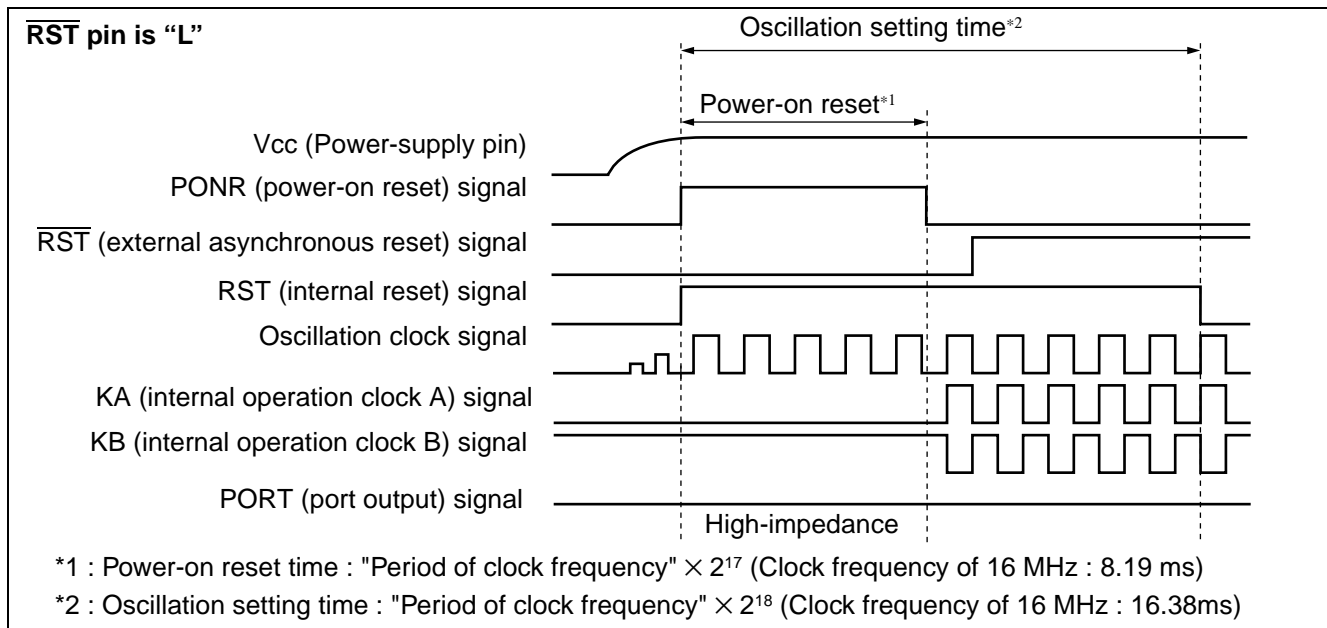 R̅S̅T̅ pin is “L”
Oscillation setting time*2
Power-on reset*1
Vcc (Power-supply pin)
PONR (power-on reset) signal
R̅S̅T̅ (external asynchronous reset) signal
RST (internal reset) signal
Oscillation clock signal
KA (internal operation clock A) signal
KB (internal operation clock B) signal
PORT (port output) signal
High-impedance
*1 : Power-on reset time : "Period of clock frequency" × 2¹⁷ (Clock frequency of 16 MHz : 8.19 ms)
*2 : Oscillation setting time : "Period of clock frequency" × 2¹⁸ (Clock frequency of 16 MHz : 16.38ms)